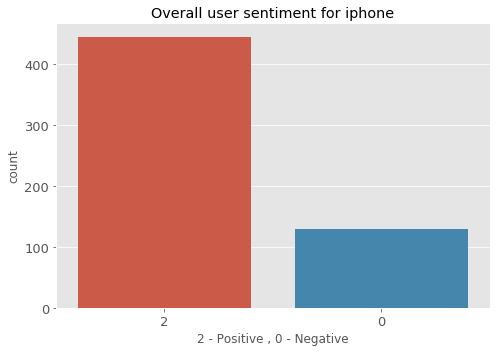 Overall user sentiment for iphone
count
400
300
200
100
0
2
0
2 - Positive , 0 - Negative